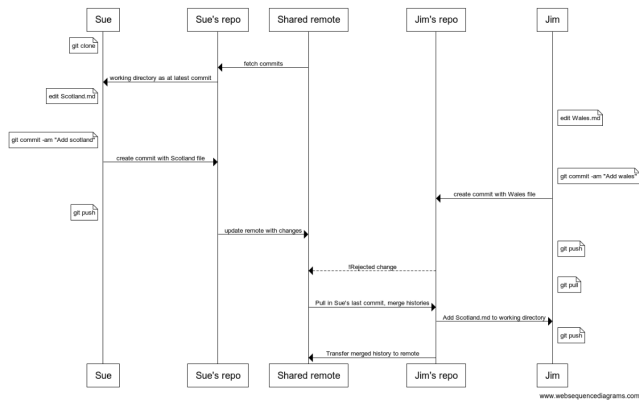 Sue
Sue's repo
Shared remote
Jim's repo
Jim
git clone
fetch commits
working directory as at latest commit
edit Scotland.md
edit Wales.md
git commit -am "Add scotland"
create commit with Scotland file
git commit -am "Add wales"
create commit with Wales file
git push
update remote with changes
git push
!Rejected change
git pull
Pull in Sue's last commit, merge histories
Add Scotland.md to working directory
git push
Transfer merged history to remote
Sue
Sue's repo
Shared remote
Jim's repo
Jim
www.websequencediagrams.com